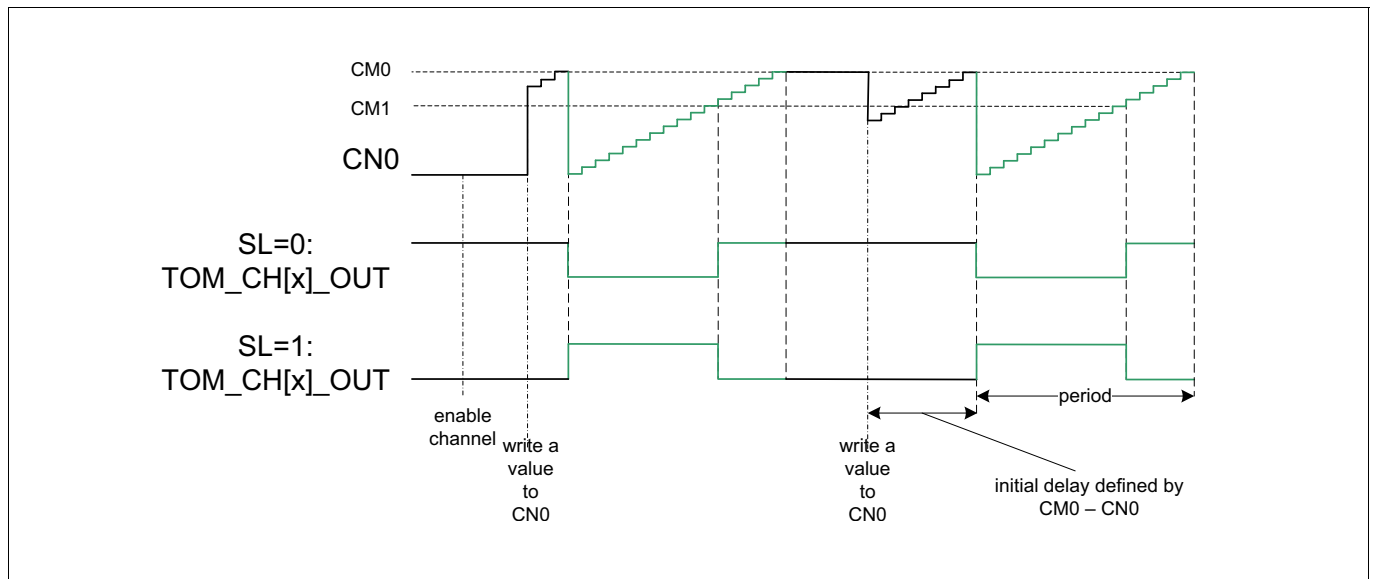 CM0
CM1
CN0
SL=0:
TOM_CH[x]_OUT
SL=1:
TOM_CH[x]_OUT
enable
channel
write a
value
to
CN0
write a
value
to
CN0
period
initial delay defined by
CM0 – CN0